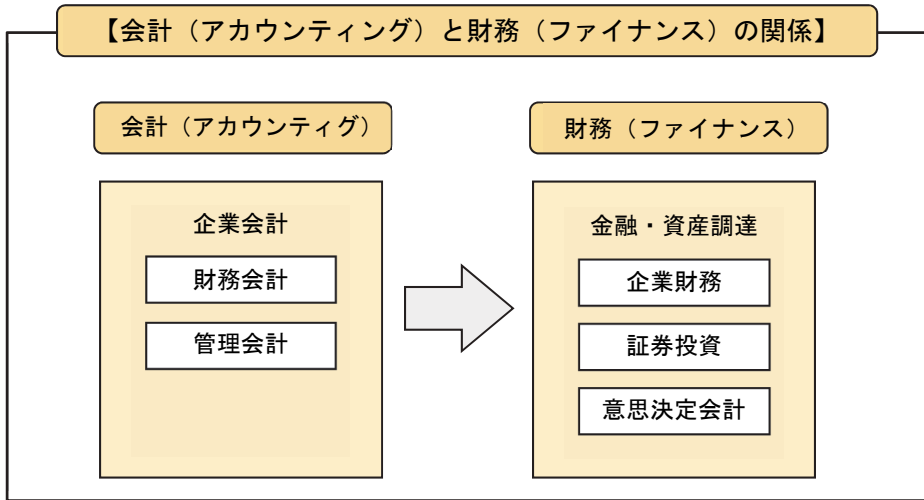 【会計（アカウンティング）と財務（ファイナンス）の関係】
会計（アカウンティグ）
財務（ファイナンス）
企業会計
財務会計
管理会計
金融・資産調達
企業財務
証券投資
意思決定会計